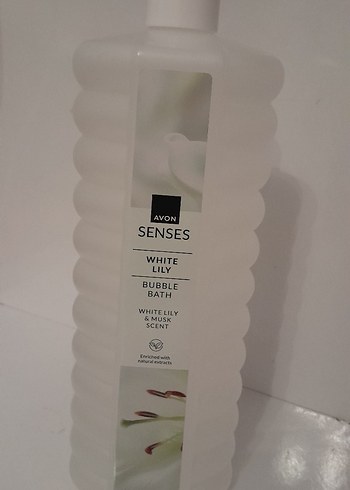 AVON
SENSES
WHITE
LILY
BUBBLE
BATH
WHITE LILY
& MUSK
SCENT
Enriched with
natural extracts